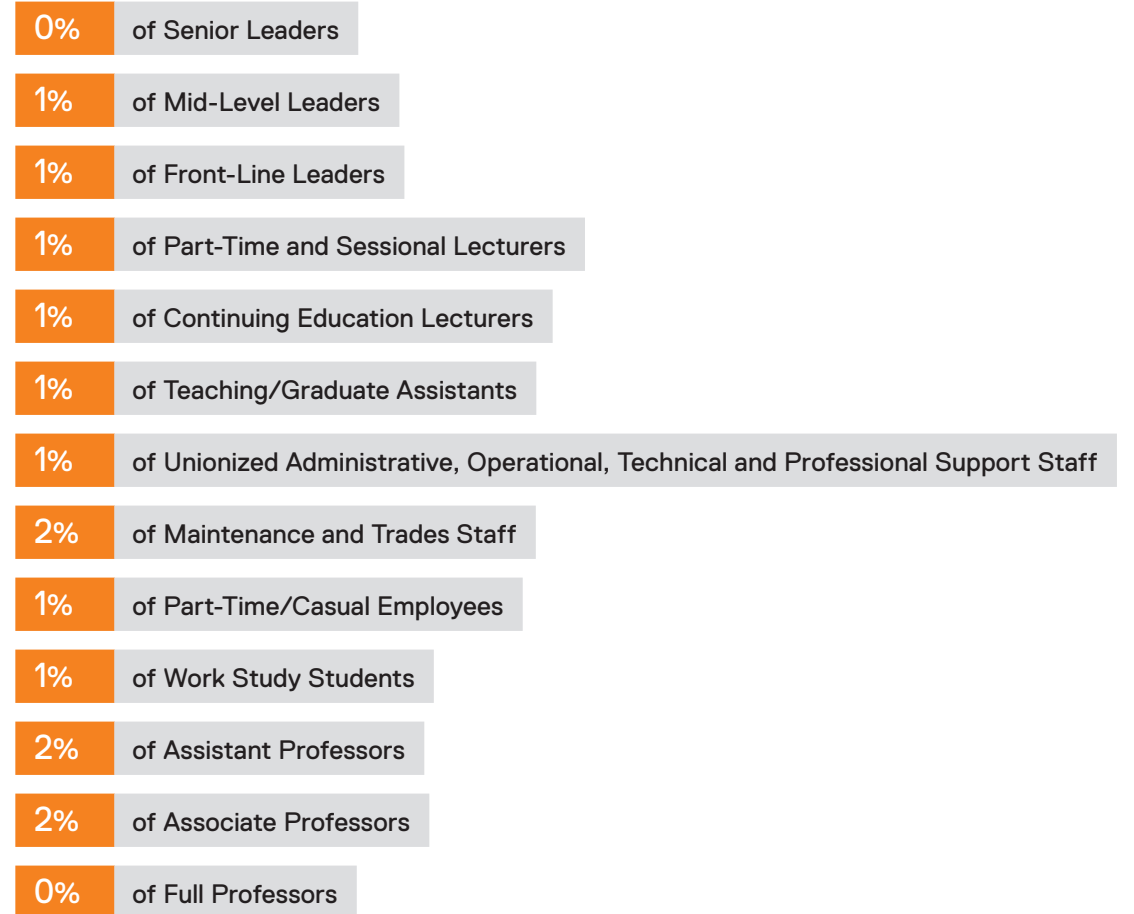 0% of Senior Leaders
1% of Mid-Level Leaders
1% of Front-Line Leaders
1% of Part-Time and Sessional Lecturers
1% of Continuing Education Lecturers
1% of Teaching/Graduate Assistants
1% of Unionized Administrative, Operational, Technical and Professional Support Staff
2% of Maintenance and Trades Staff
1% of Part-Time/Casual Employees
1% of Work Study Students
2% of Assistant Professors
2% of Associate Professors
0% of Full Professors